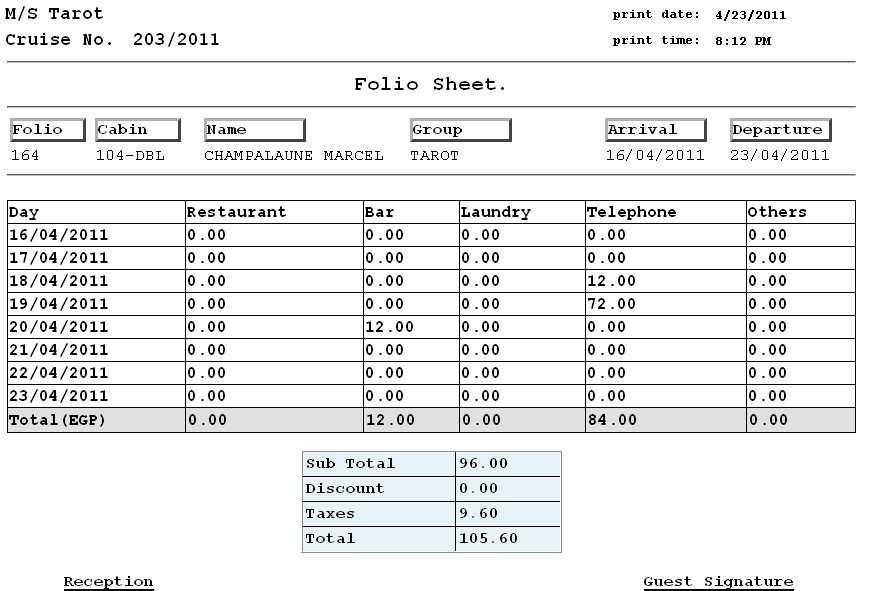 M/S Tarot print date: 4/23/2011
Cruise No. 203/2011 print time: 8:12 PM
Folio Sheet.
Folio Cabin Name Group Arrival Departure
164 104-DBL CHAMPALAUNE MARCEL TAROT 16/04/2011 23/04/2011
Day Restaurant Bar Laundry Telephone Others
16/04/2011 0.00 0.00 0.00 0.00 0.00
17/04/2011 0.00 0.00 0.00 0.00 0.00
18/04/2011 0.00 0.00 0.00 12.00 0.00
19/04/2011 0.00 0.00 0.00 72.00 0.00
20/04/2011 0.00 12.00 0.00 0.00 0.00
21/04/2011 0.00 0.00 0.00 0.00 0.00
22/04/2011 0.00 0.00 0.00 0.00 0.00
23/04/2011 0.00 0.00 0.00 0.00 0.00
Total(EGP) 0.00 12.00 0.00 84.00 0.00
Sub Total 96.00
Discount 0.00
Taxes 9.60
Total 105.60
Reception Guest Signature